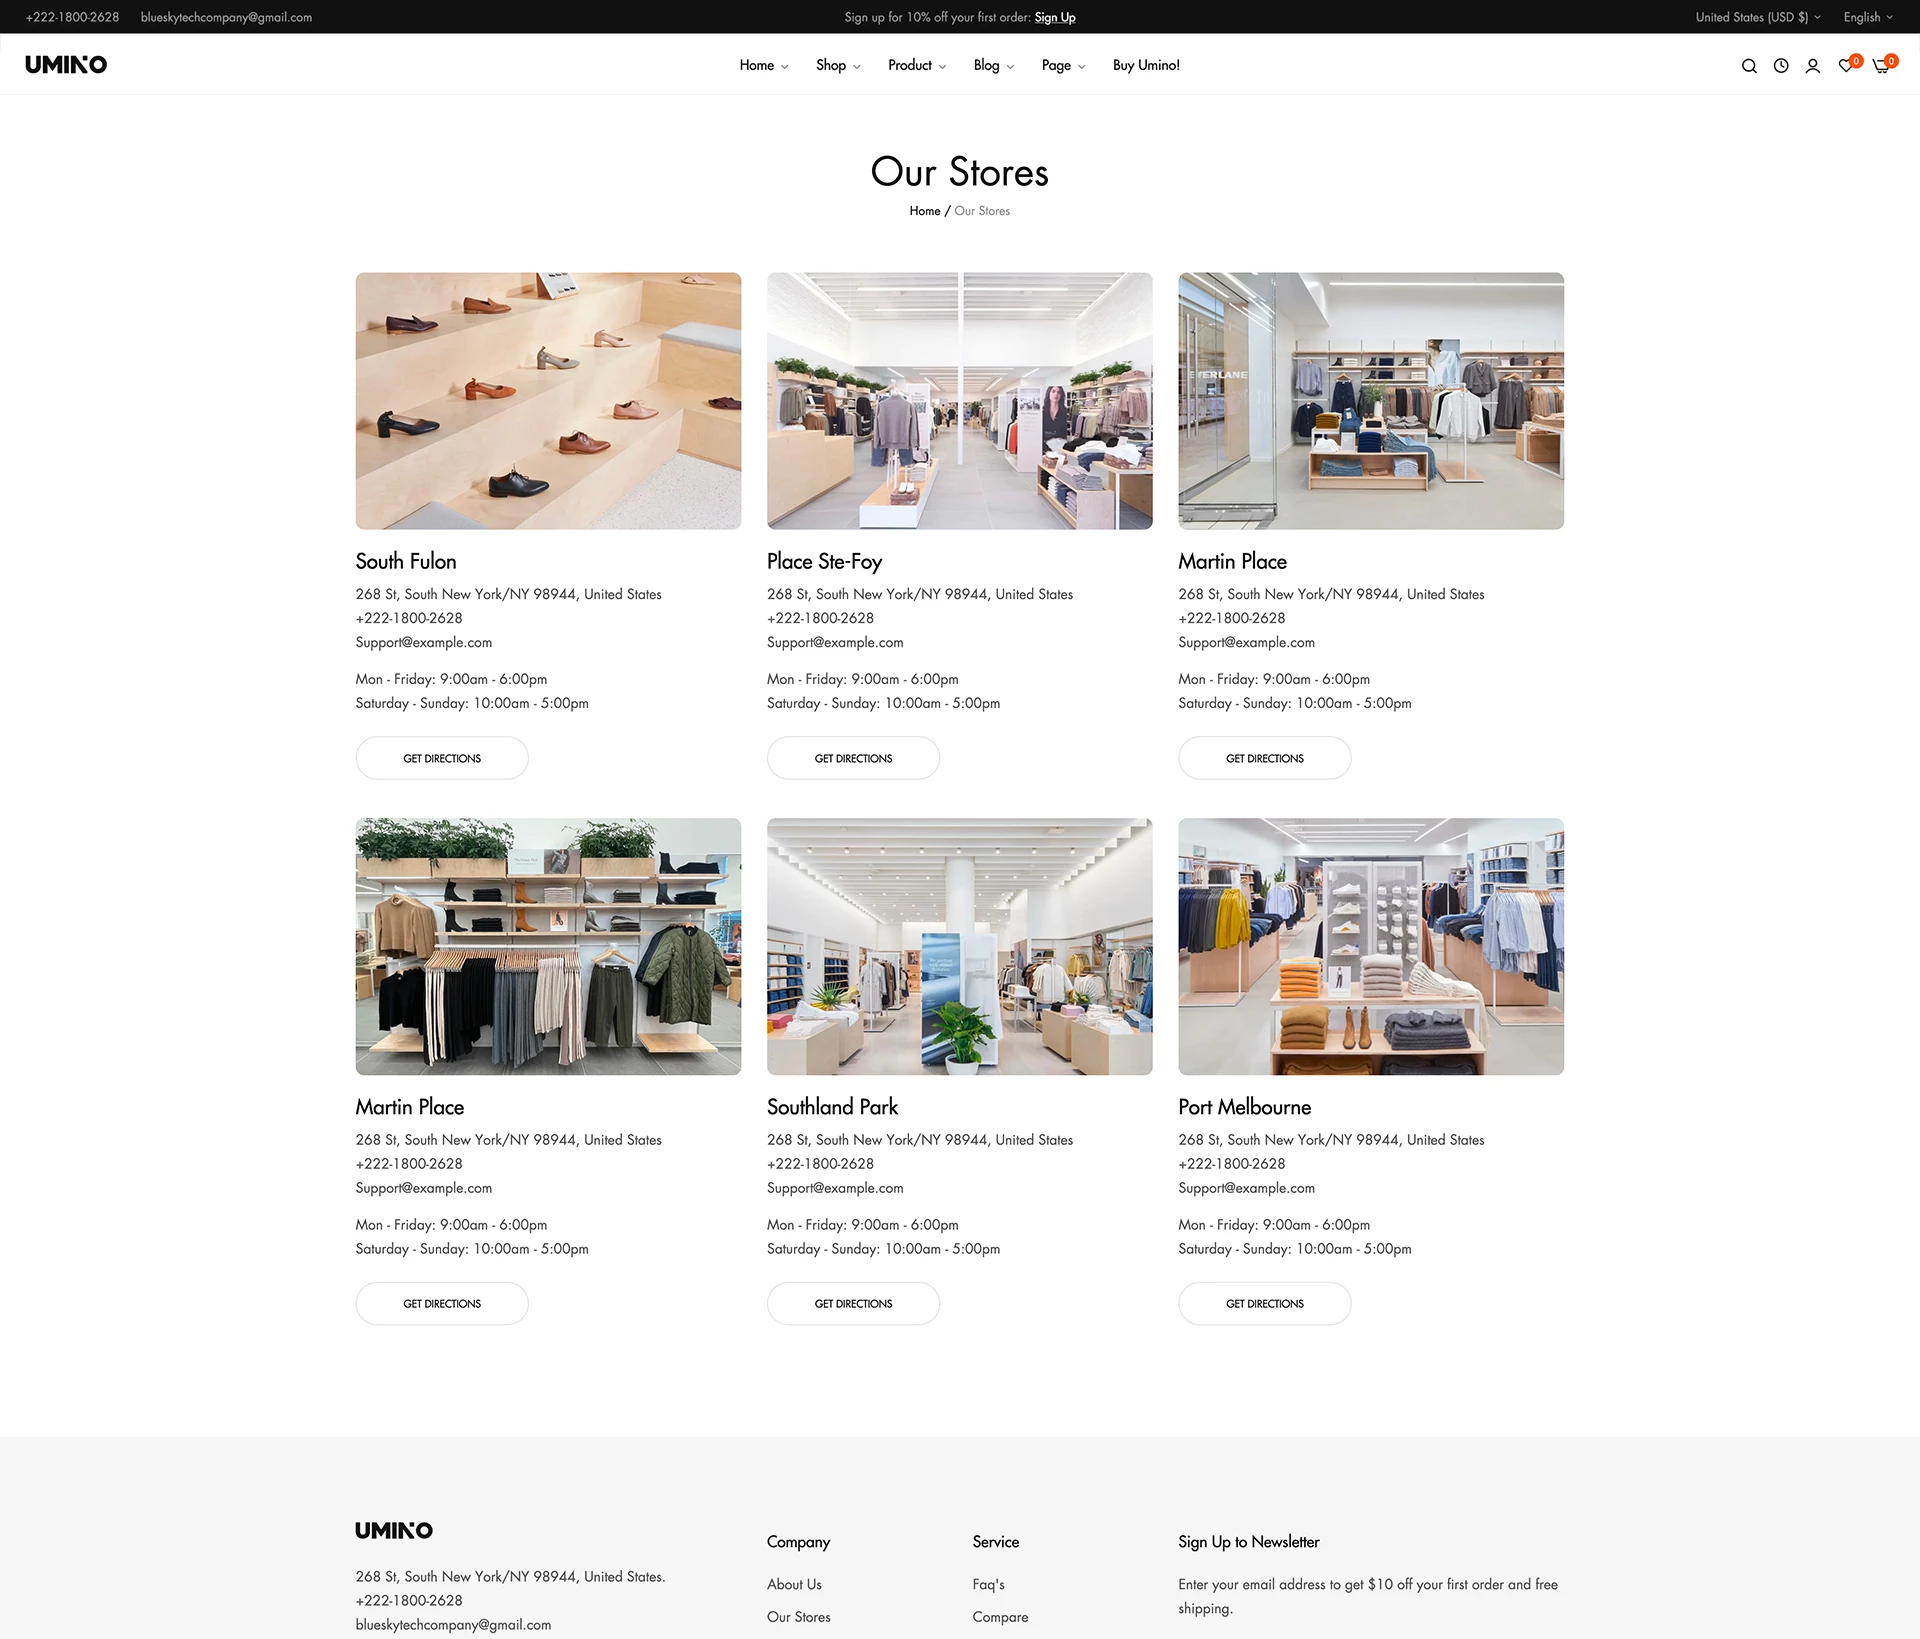 +222-1800-2628 blueskytechcompany@gmail.com Sign up for 10% off your first order: Sign Up United States (USD $) English
UMINO Home Shop Product Blog Page Buy Umino! 0 0
Our Stores
Home / Our Stores
EVERLANE
South Fulon
268 St, South New York/NY 98944, United States
+222-1800-2628
Support@example.com
Mon - Friday: 9:00am - 6:00pm
Saturday - Sunday: 10:00am - 5:00pm
GET DIRECTIONS
Place Ste-Foy
268 St, South New York/NY 98944, United States
+222-1800-2628
Support@example.com
Mon - Friday: 9:00am - 6:00pm
Saturday - Sunday: 10:00am - 5:00pm
GET DIRECTIONS
Martin Place
268 St, South New York/NY 98944, United States
+222-1800-2628
Support@example.com
Mon - Friday: 9:00am - 6:00pm
Saturday - Sunday: 10:00am - 5:00pm
GET DIRECTIONS
Martin Place
268 St, South New York/NY 98944, United States
+222-1800-2628
Support@example.com
Mon - Friday: 9:00am - 6:00pm
Saturday - Sunday: 10:00am - 5:00pm
GET DIRECTIONS
Southland Park
268 St, South New York/NY 98944, United States
+222-1800-2628
Support@example.com
Mon - Friday: 9:00am - 6:00pm
Saturday - Sunday: 10:00am - 5:00pm
GET DIRECTIONS
Port Melbourne
268 St, South New York/NY 98944, United States
+222-1800-2628
Support@example.com
Mon - Friday: 9:00am - 6:00pm
Saturday - Sunday: 10:00am - 5:00pm
GET DIRECTIONS
UMINO
268 St, South New York/NY 98944, United States.
+222-1800-2628
blueskytechcompany@gmail.com
Company
About Us
Our Stores
Service
Faq's
Compare
Sign Up to Newsletter
Enter your email address to get $10 off your first order and free
shipping.